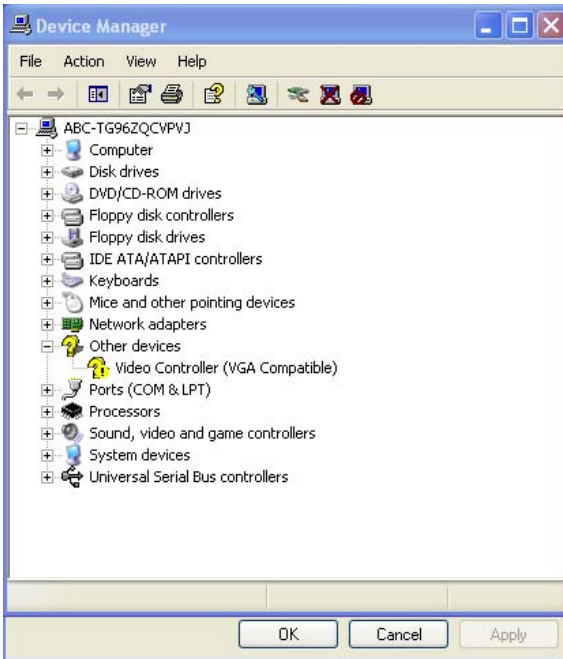 Device Manager
File Action View Help
ABC-TG96ZQCVPVJ
Computer
Disk drives
DVD/CD-ROM drives
Floppy disk controllers
Floppy disk drives
IDE ATA/ATAPI controllers
Keyboards
Mice and other pointing devices
Network adapters
Other devices
Video Controller (VGA Compatible)
Ports (COM & LPT)
Processors
Sound, video and game controllers
System devices
Universal Serial Bus controllers
OK Cancel Apply